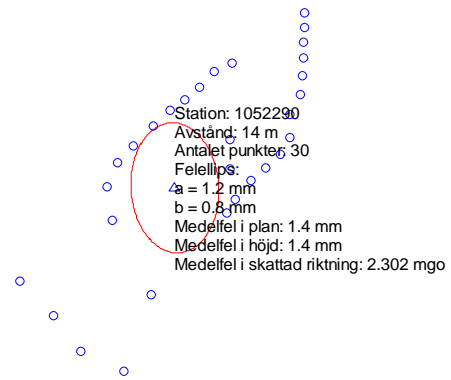 Station: 1052290
Avstånd: 14 m
Antalet punkter: 30
Felellips:
a = 1.2 mm
b = 0.8 mm
Medelfel i plan: 1.4 mm
Medelfel i höjd: 1.4 mm
Medelfel i skattad riktning: 2.302 mgo